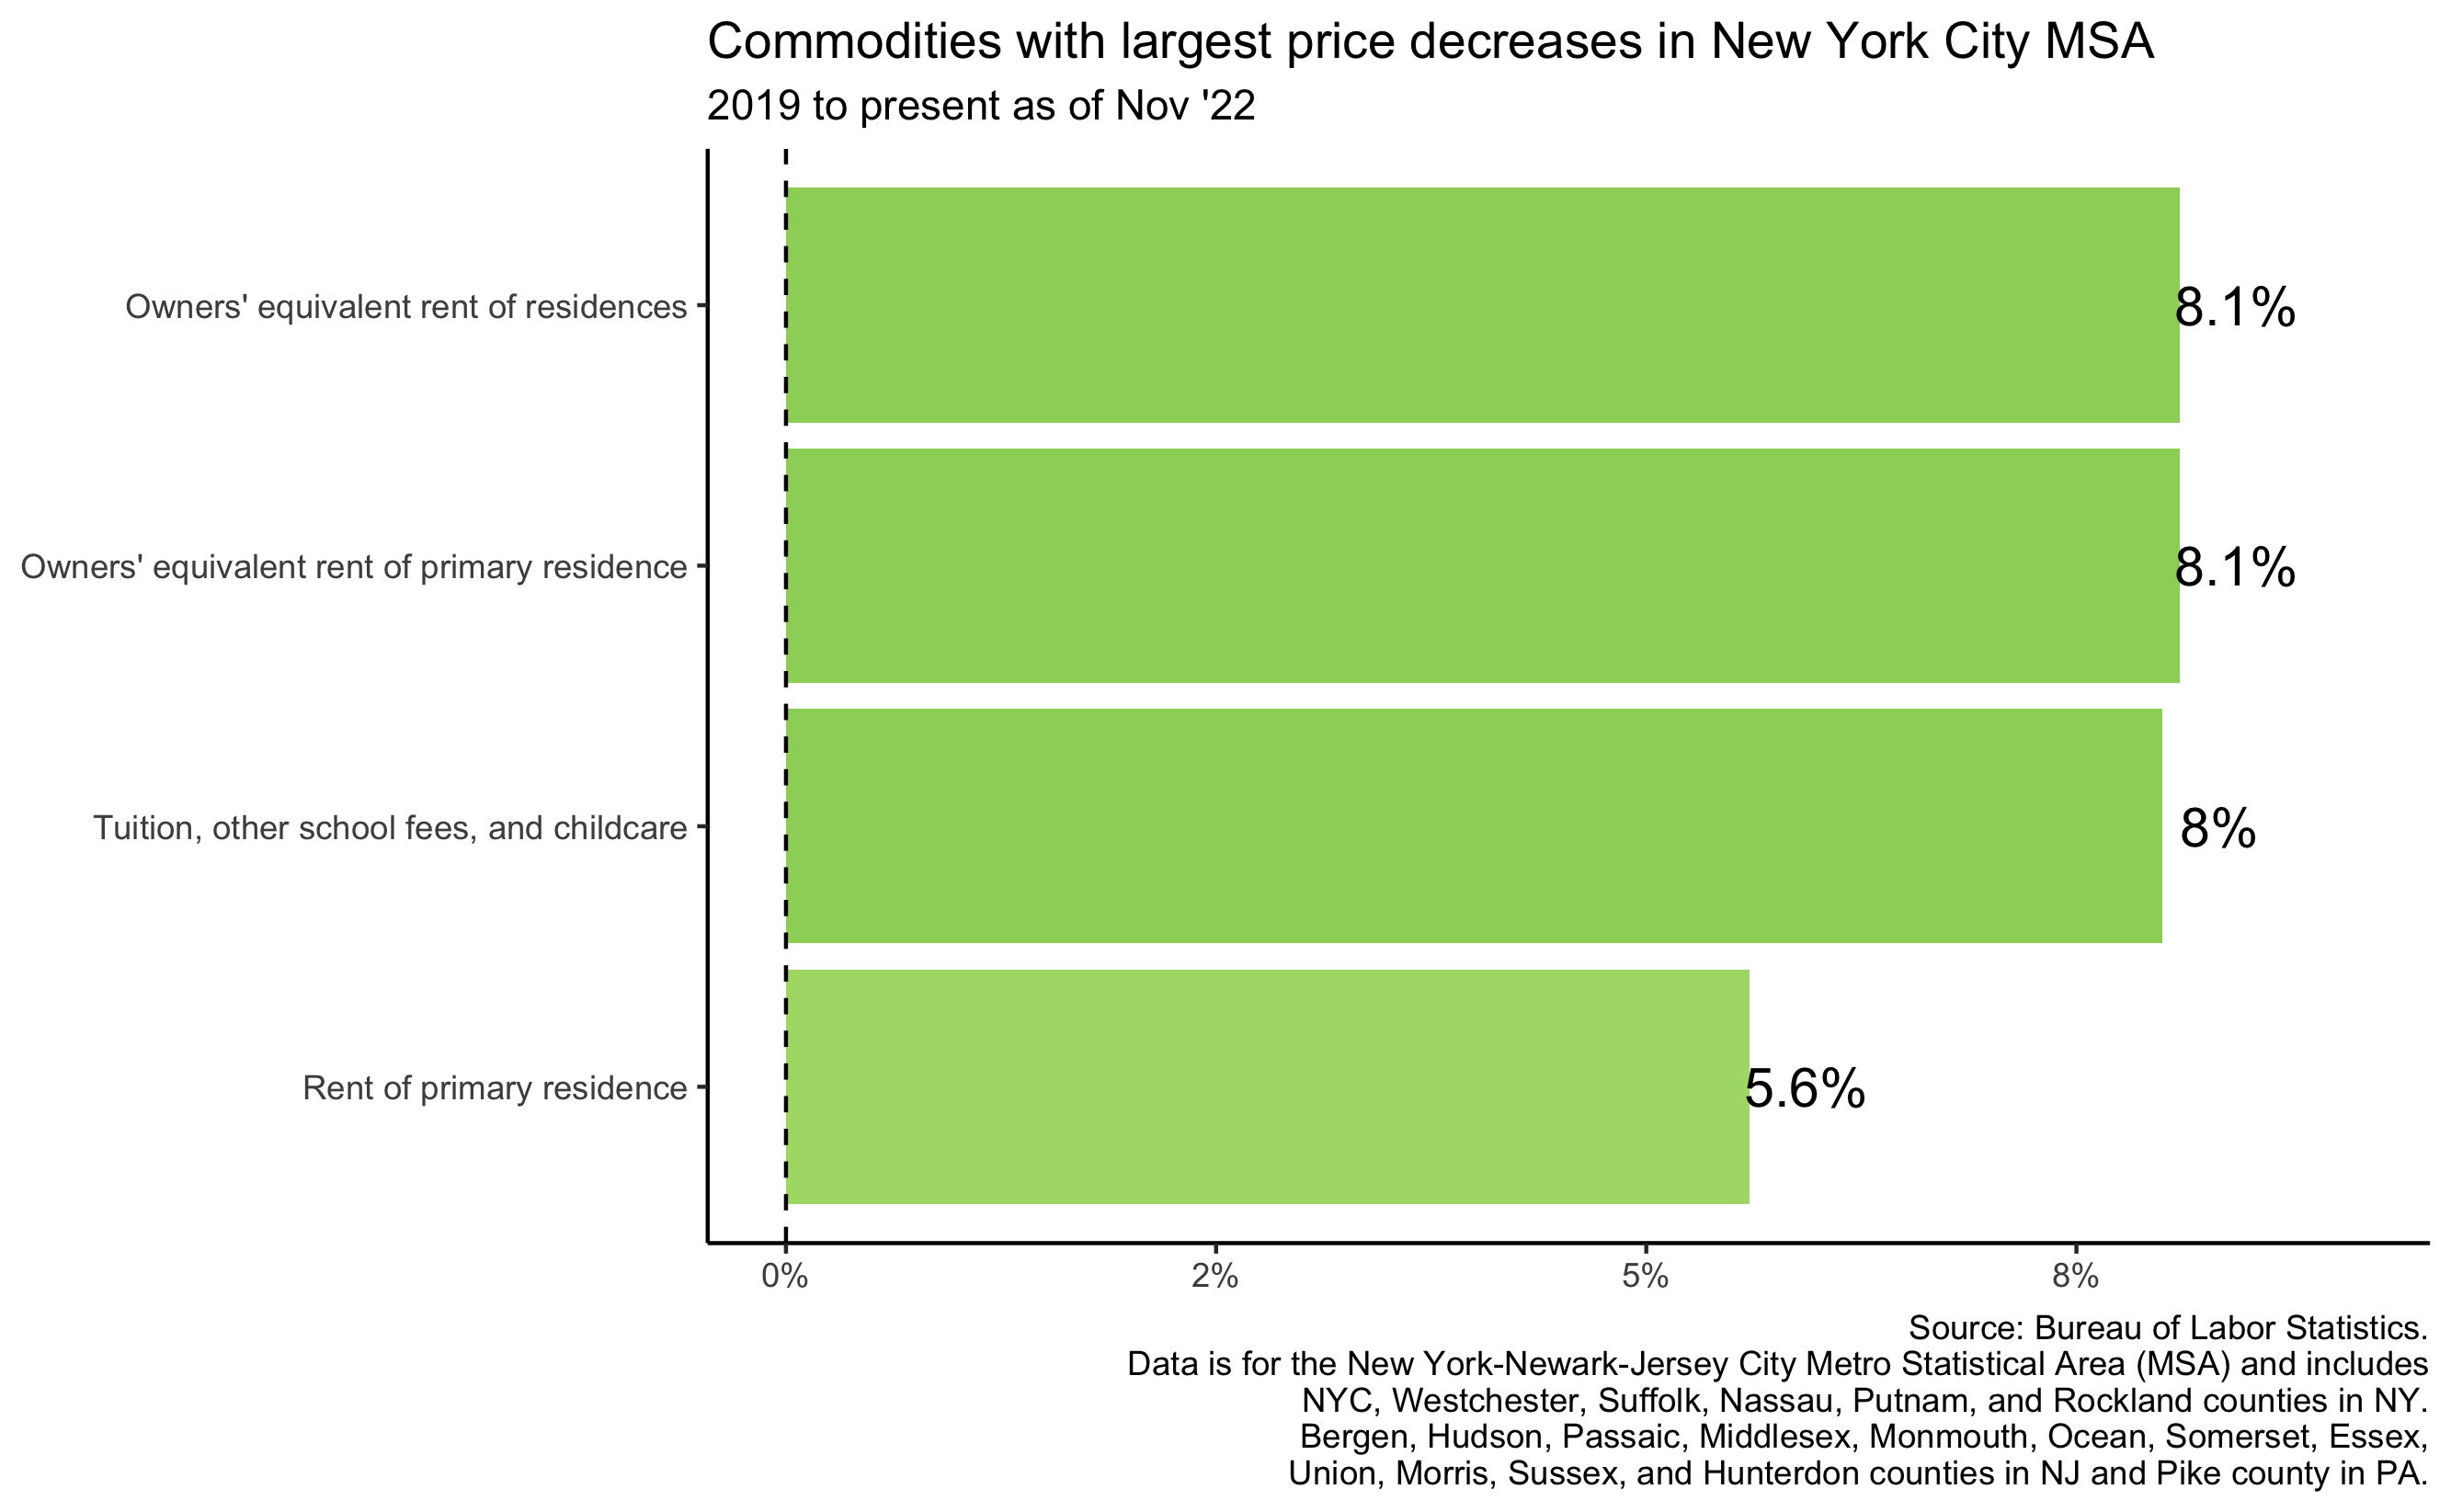 Commodities with largest price decreases in New York City MSA
2019 to present as of Nov '22
Owners' equivalent rent of residences
8.1%
Owners' equivalent rent of primary residence
8.1%
Tuition, other school fees, and childcare
8%
Rent of primary residence
5.6%
0% 2% 5% 8%
Source: Bureau of Labor Statistics.
Data is for the New York-Newark-Jersey City Metro Statistical Area (MSA) and includes
NYC, Westchester, Suffolk, Nassau, Putnam, and Rockland counties in NY.
Bergen, Hudson, Passaic, Middlesex, Monmouth, Ocean, Somerset, Essex,
Union, Morris, Sussex, and Hunterdon counties in NJ and Pike county in PA.